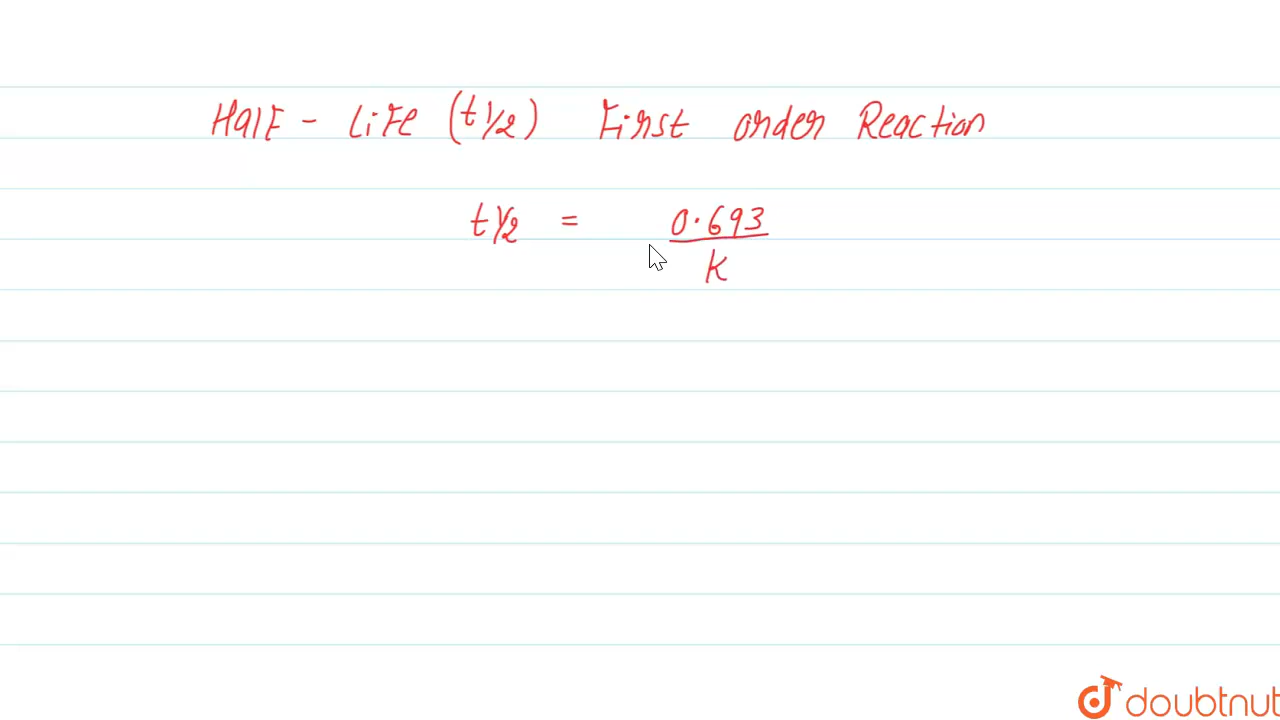 Half - Life (t1/2) First order Reaction
t1/2 = 0.693
K
doubtnut